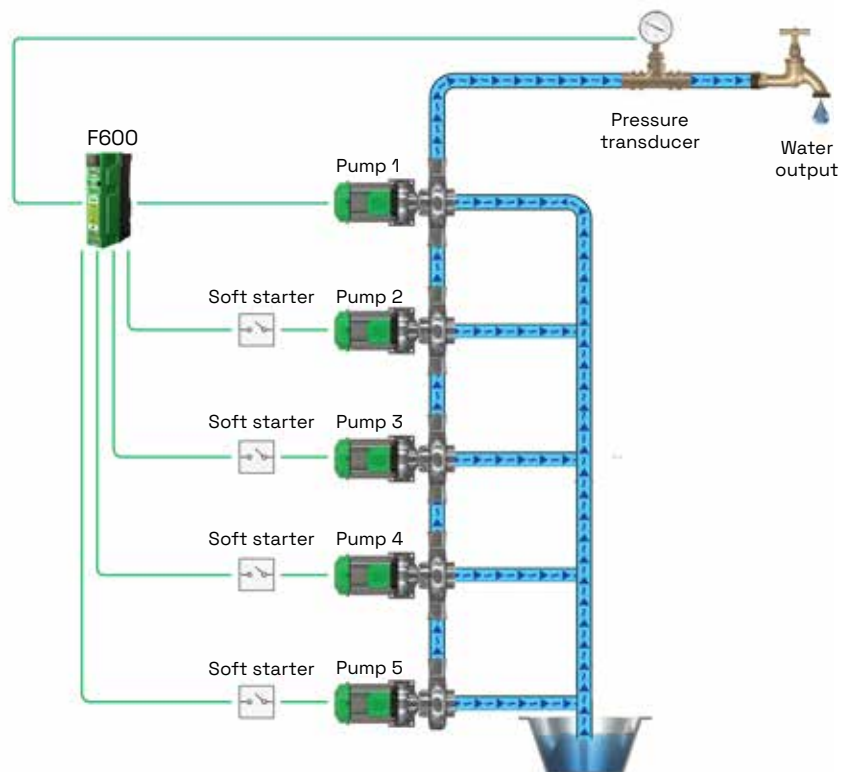 F600
Pressure
transducer
Water
output
Pump 1
Soft starter
Pump 2
Soft starter
Pump 3
Soft starter
Pump 4
Soft starter
Pump 5